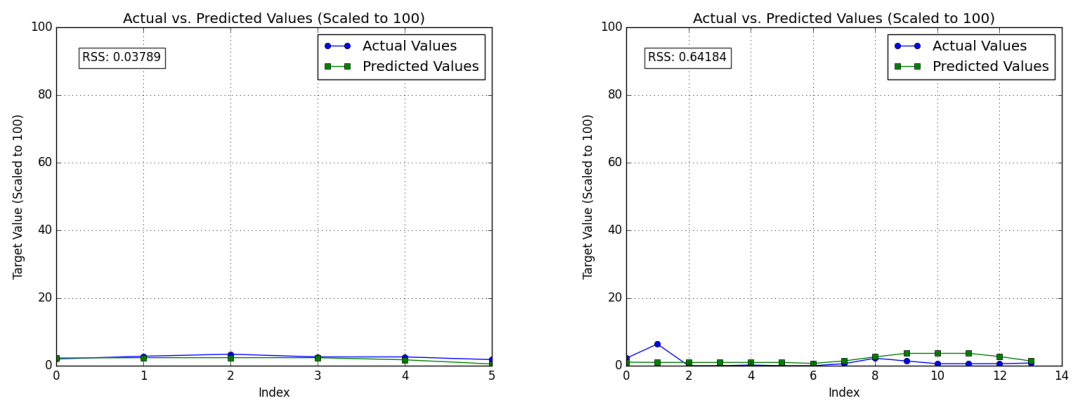 Actual vs. Predicted Values (Scaled to 100)
100
80
60
40
20
0
Target Value (Scaled to 100)
RSS: 0.03789
Actual Values
Predicted Values
0 1 2 3 4 5
Index
Actual vs. Predicted Values (Scaled to 100)
100
80
60
40
20
0
Target Value (Scaled to 100)
RSS: 0.64184
Actual Values
Predicted Values
0 2 4 6 8 10 12 14
Index